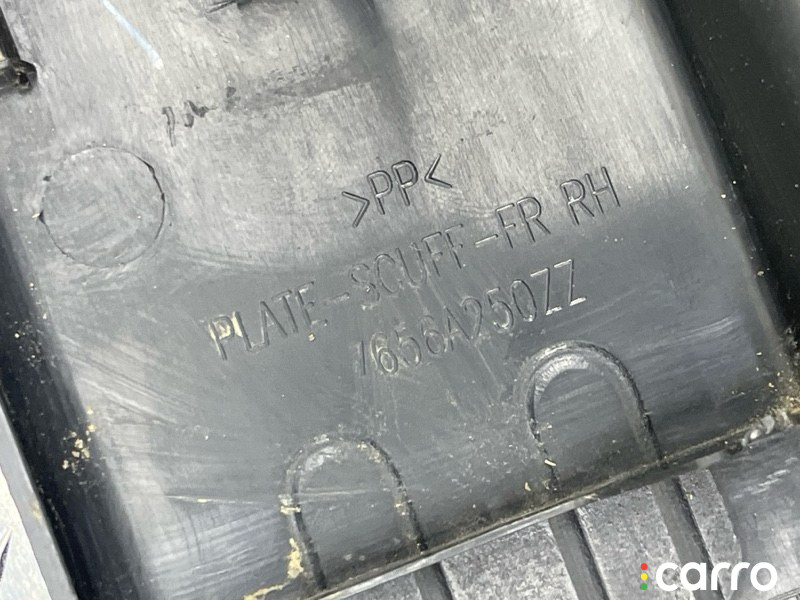 >PP<
PLATE-SCUFF-FR RH
7656A250ZZ
carro